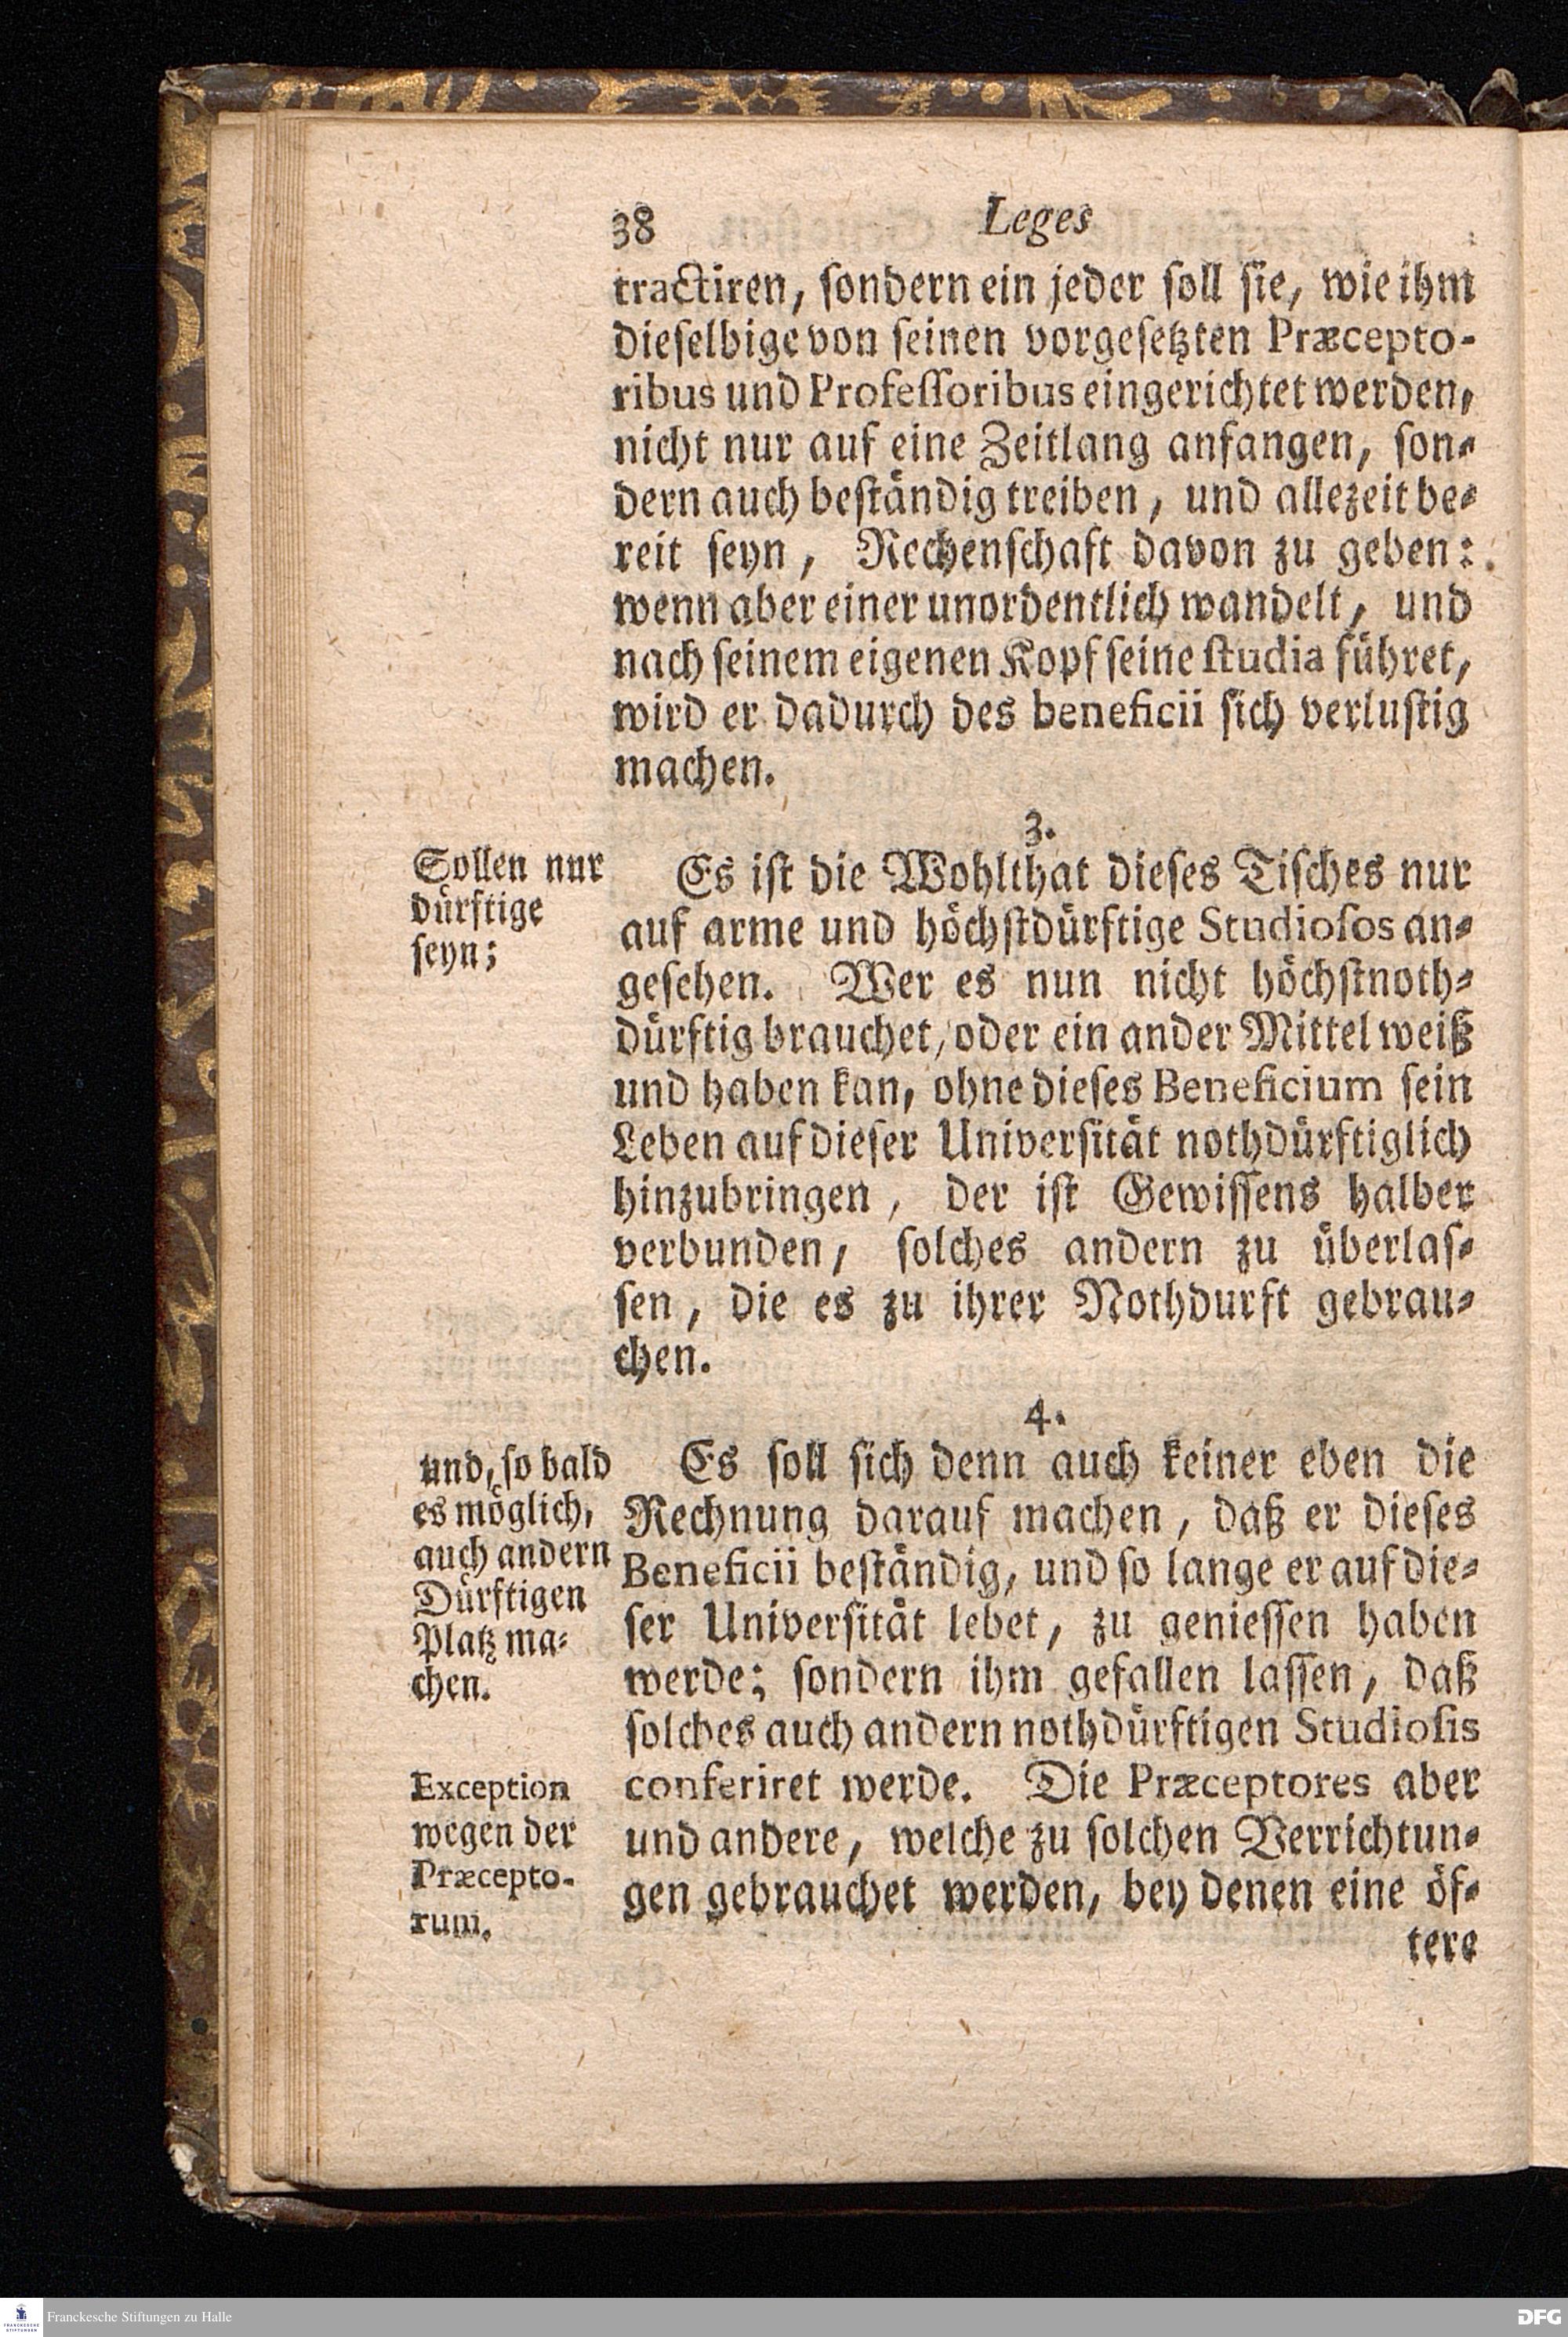 38 Leges
tractiren, ſondern ein jeder ſoll ſie, wie ihm
dieſelbige von ſeinen vorgeſetzten Præcepto-
ribus und Profeſſoribus eingerichtet werden,
nicht nur auf eine Zeitlang anfangen, ſon-
dern auch beſtändig treiben, und allezeit be-
reit ſeyn, Rechenſchaft davon zu geben:
wenn aber einer unordentlich wandelt, und
nach ſeinem eigenen Kopf ſeine ſtudia führet,
wird er dadurch des beneficii ſich verluſtig
machen.
3.
Sollen nur
dürftige
ſeyn;
Es iſt die Wohlthat dieſes Tiſches nur
auf arme und höchſtdürftige Studioſos an-
geſehen. Wer es nun nicht höchſtnoth-
dürftig brauchet, oder ein ander Mittel weiß
und haben kan, ohne dieſes Beneficium ſein
Leben auf dieſer Univerſität nothdürftiglich
hinzubringen, der iſt Gewiſſens halber
verbunden, ſolches andern zu überlaſ-
ſen, die es zu ihrer Nothdurft gebrau-
chen.
4.
und, ſo bald
es möglich,
auch andern
Dürftigen
Platz ma-
chen.
Exception
wegen der
Præcepto-
rum.
Es ſoll ſich denn auch keiner eben die
Rechnung darauf machen, daß er dieſes
Beneficii beſtändig, und ſo lange er auf die-
ſer Univerſität lebet, zu genieſſen haben
werde; ſondern ihm gefallen laſſen, daß
ſolches auch andern nothdürftigen Studioſis
conferiret werde. Die Præceptores aber
und andere, welche zu ſolchen Verrichtun-
gen gebrauchet werden, bey denen eine öf-
tere
FRANCKESCHE
STIFTUNGEN
Franckesche Stiftungen zu Halle
DFG